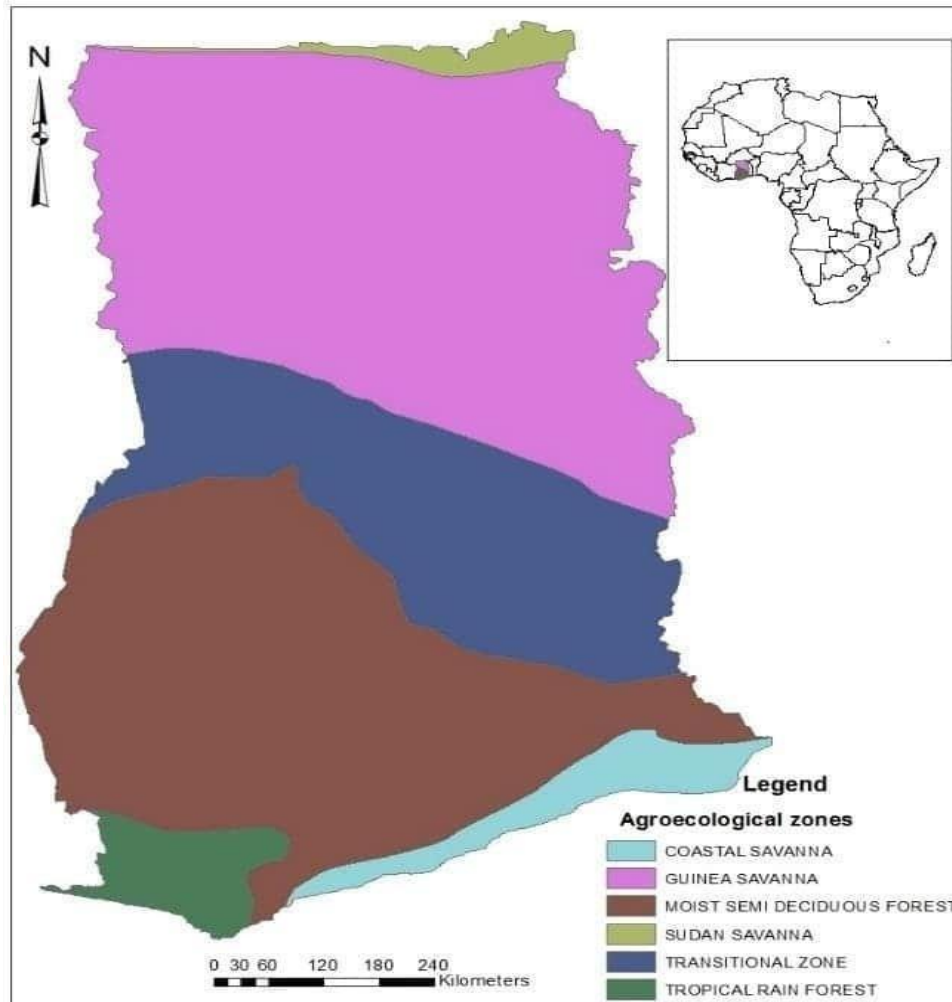 N
Legend
Agroecological zones
COASTAL SAVANNA
GUINEA SAVANNA
MOIST SEMI DECIDUOUS FOREST
SUDAN SAVANNA
TRANSITIONAL ZONE
TROPICAL RAIN FOREST
0 30 60 120 180 240
Kilometers